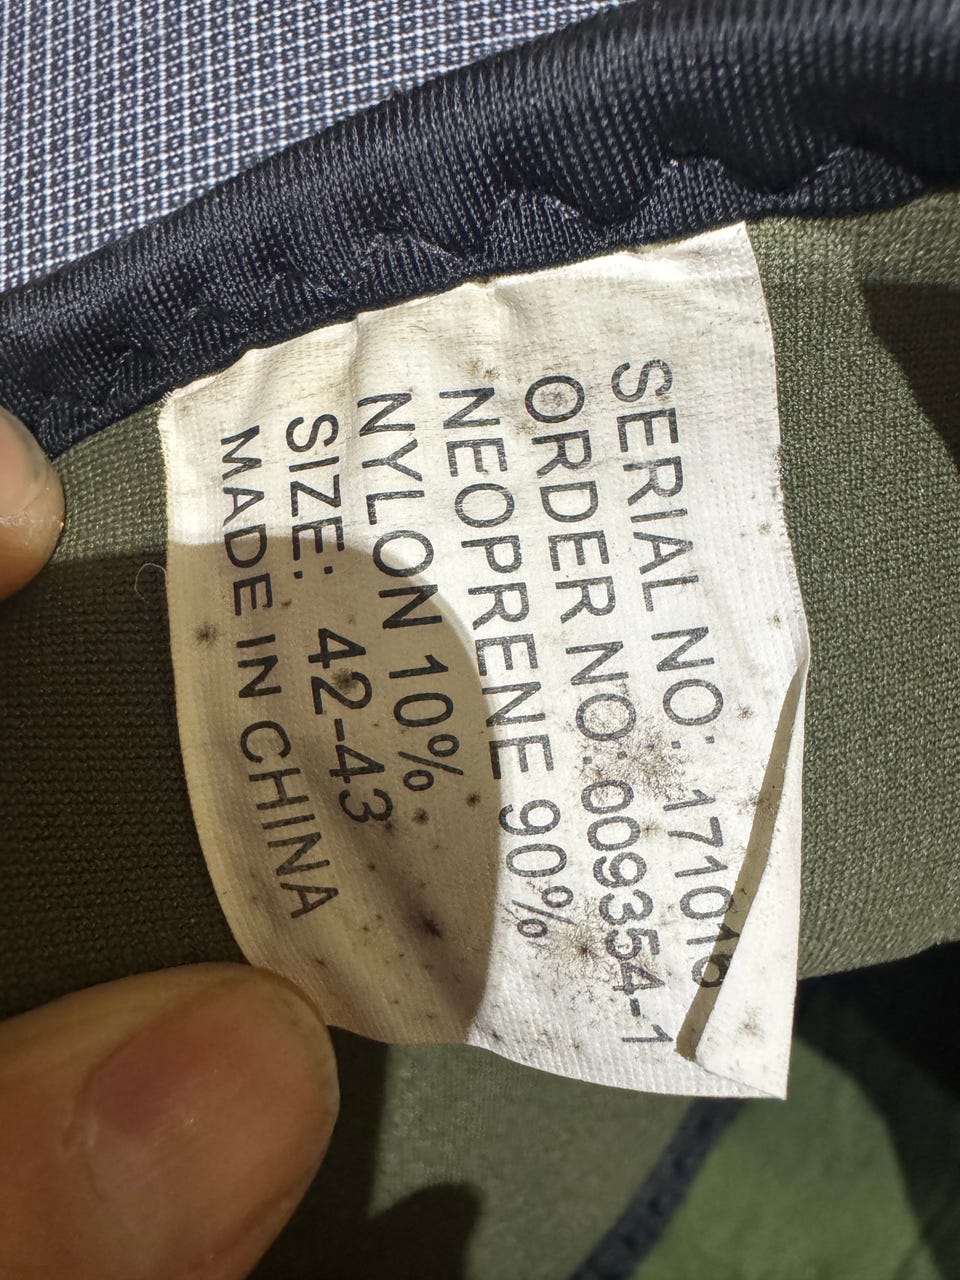 SERIAL NO: 171016
ORDER NO: 009354-1
NEOPRENE 90%
NYLON 10%
SIZE: 42-43
MADE IN CHINA